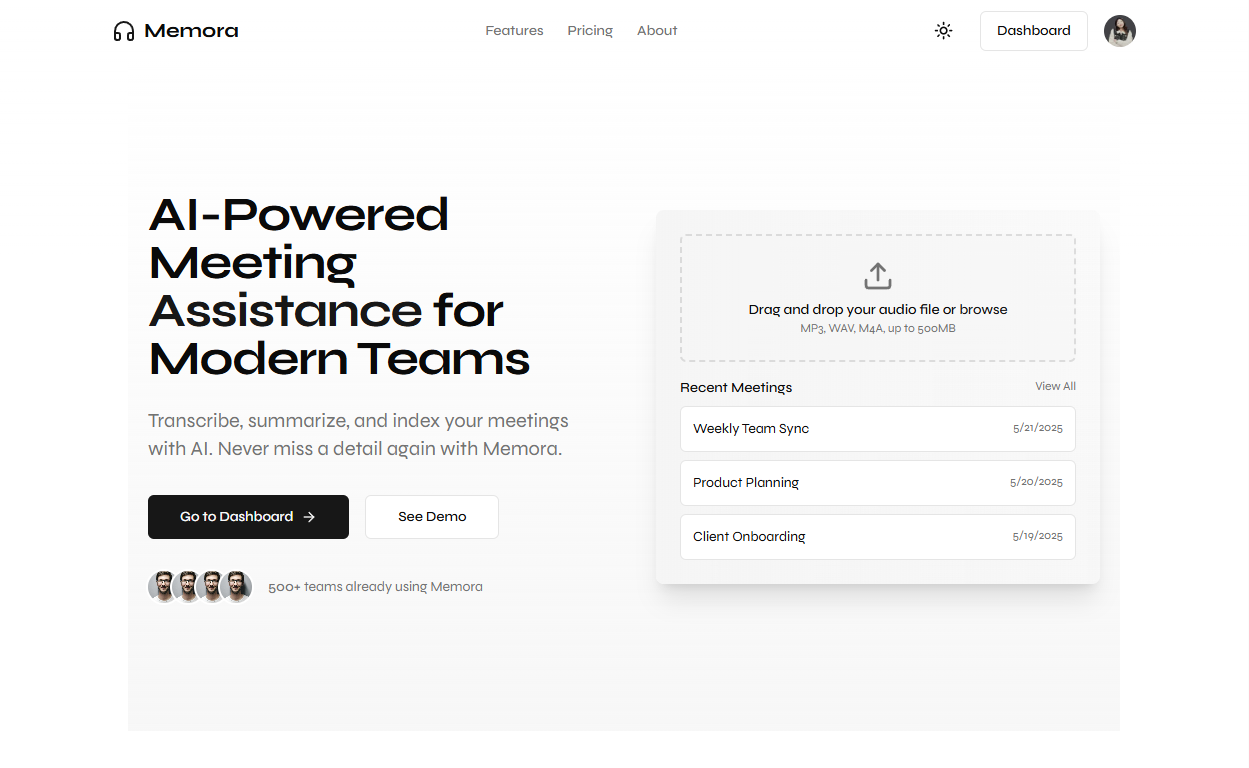 Memora
Features
Pricing
About
Dashboard
AI-Powered
Meeting
Assistance for
Modern Teams
Transcribe, summarize, and index your meetings
with AI. Never miss a detail again with Memora.
Go to Dashboard
See Demo
500+ teams already using Memora
Drag and drop your audio file or browse
MP3, WAV, M4A, up to 500MB
Recent Meetings
View All
Weekly Team Sync
5/21/2025
Product Planning
5/20/2025
Client Onboarding
5/19/2025